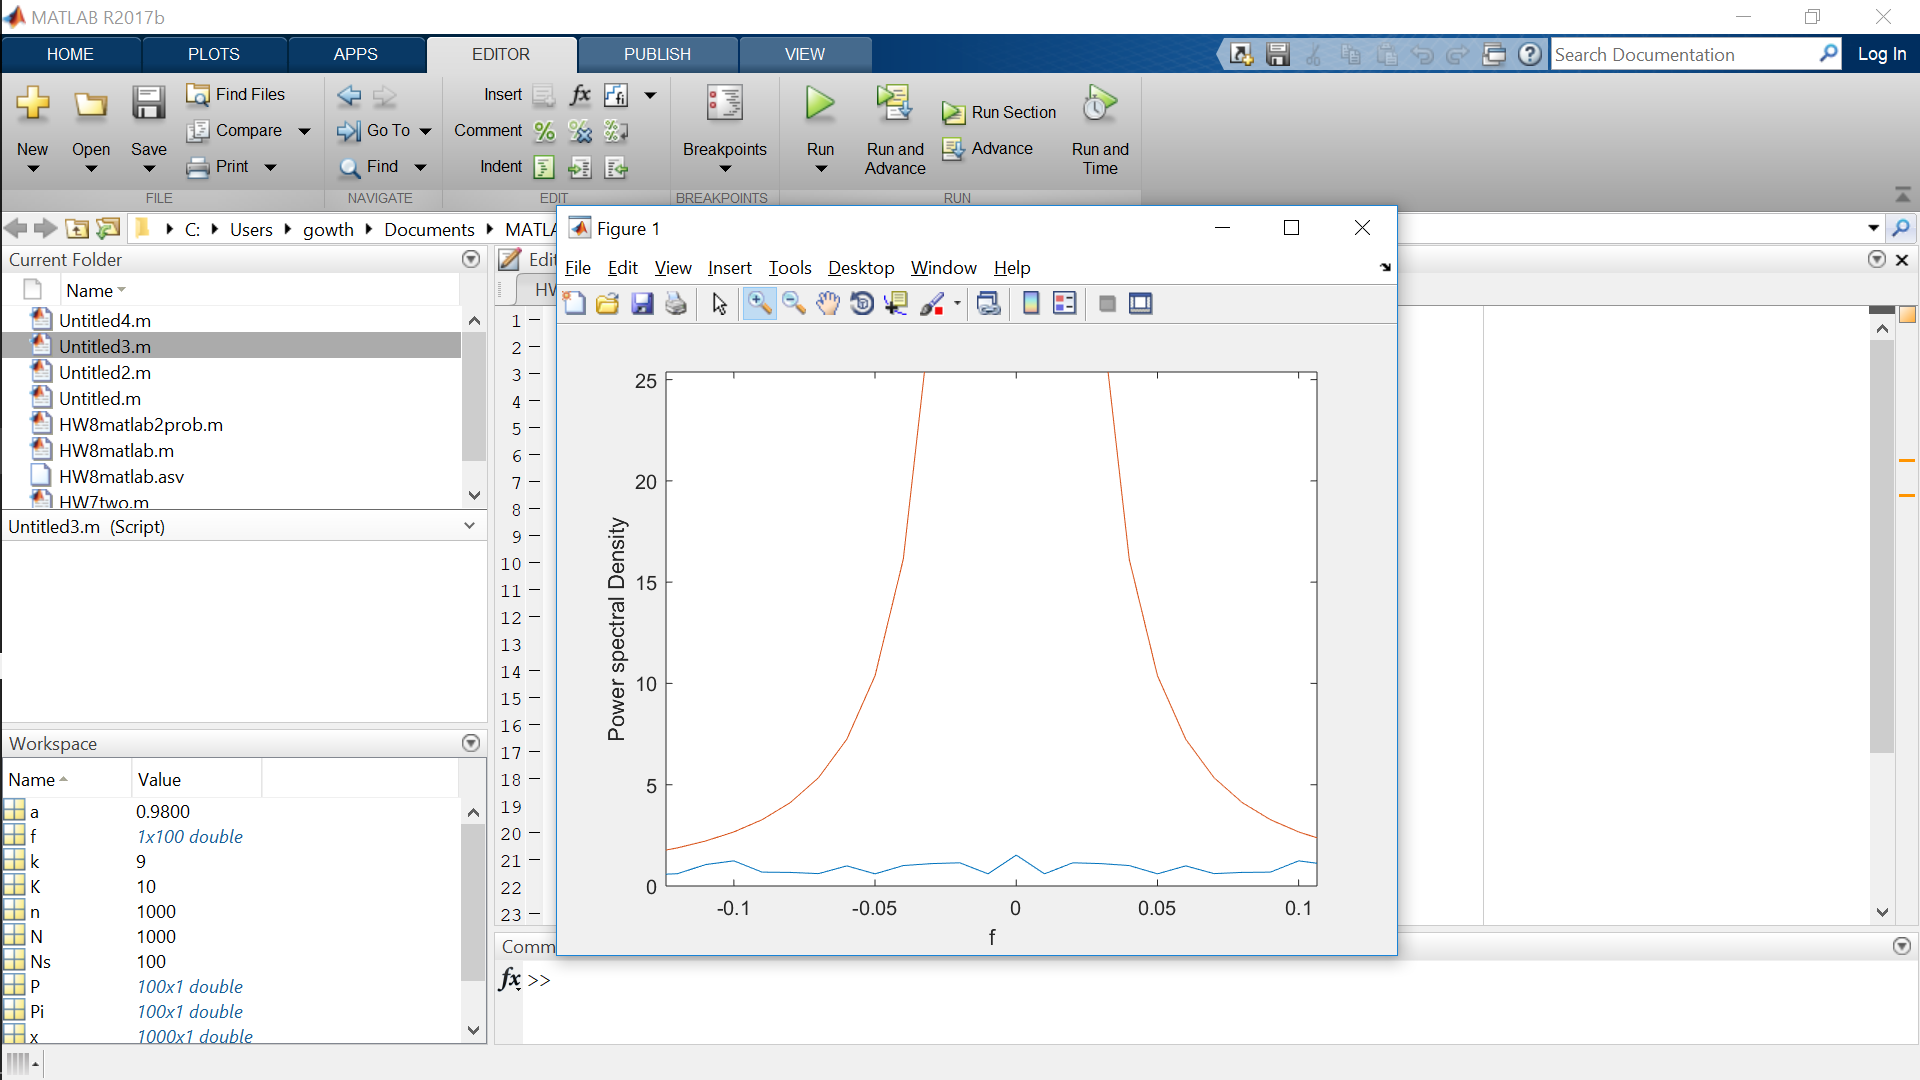 MATLAB R2017b
HOME PLOTS APPS EDITOR PUBLISH VIEW
Search Documentation
Log In
New
Open
Save
Find Files
Compare
Print
FILE
Go To
Find
NAVIGATE
Insert
Comment
Indent
EDIT
Breakpoints
BREAKPOINTS
Run
Run and Advance
Run Section
Advance
Run and Time
RUN
C: Users gowth Documents MATLA
Current Folder
Name
Untitled4.m
Untitled3.m
Untitled2.m
Untitled.m
HW8matlab2prob.m
HW8matlab.m
HW8matlab.asv
HW7two.m
Untitled3.m (Script)
Workspace
Name Value
a 0.9800
f 1x100 double
k 9
K 10
n 1000
N 1000
Ns 100
P 100x1 double
Pi 100x1 double
x 1000x1 double
Edit
HW
1
2
3
4
5
6
7
8
9
10
11
12
13
14
15
16
17
18
19
20
21
22
23
Figure 1
File Edit View Insert Tools Desktop Window Help
25
20
15
10
5
0
Power spectral Density
-0.1 -0.05 0 0.05 0.1
f
Comm
fx >>